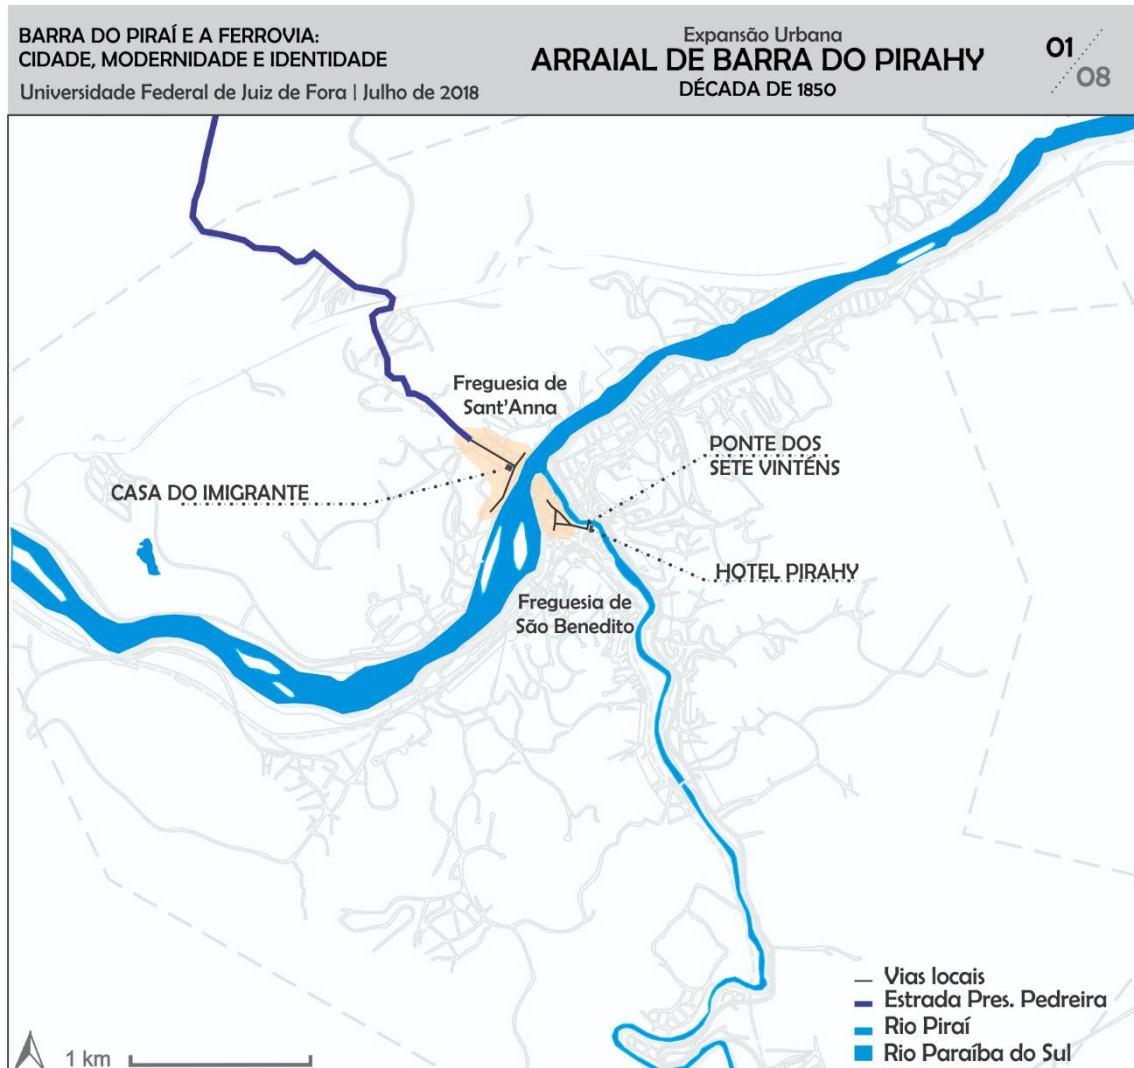 BARRA DO PIRAÍ E A FERROVIA:
CIDADE, MODERNIDADE E IDENTIDADE
Universidade Federal de Juiz de Fora | Julho de 2018
Expansão Urbana
ARRAIAL DE BARRA DO PIRAHY
DÉCADA DE 1850
01
08
Freguesia de
Sant'Anna
PONTE DOS
SETE VINTÉNS
CASA DO IMIGRANTE
HOTEL PIRAHY
Freguesia de
São Benedito
Vias locais
Estrada Pres. Pedreira
Rio Piraí
Rio Paraíba do Sul
1 km